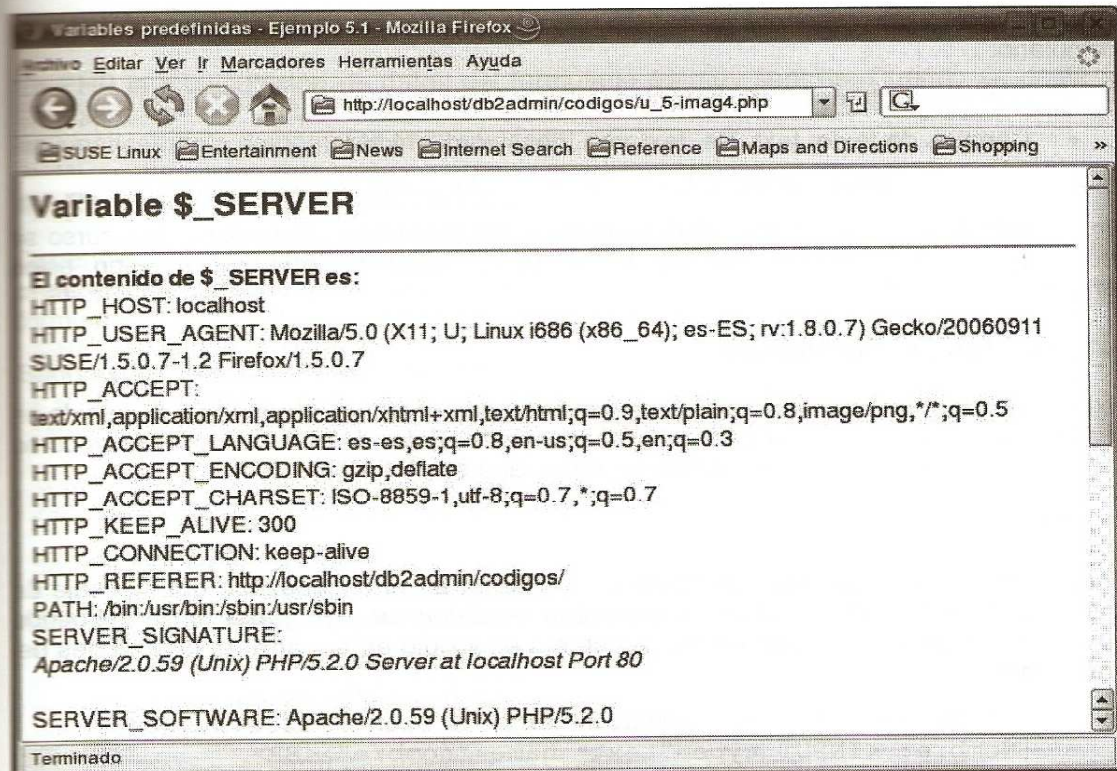 Variables predefinidas - Ejemplo 5.1 - Mozilla Firefox
Archivo Editar Ver Ir Marcadores Herramientas Ayuda
http://localhost/db2admin/codigos/u_5-imag4.php G
SUSE Linux Entertainment News Internet Search Reference Maps and Directions Shopping »
Variable $_SERVER
El contenido de $_SERVER es:
HTTP_HOST: localhost
HTTP_USER_AGENT: Mozilla/5.0 (X11; U; Linux i686 (x86_64); es-ES; rv:1.8.0.7) Gecko/20060911
SUSE/1.5.0.7-1.2 Firefox/1.5.0.7
HTTP_ACCEPT:
text/xml,application/xml,application/xhtml+xml,text/html;q=0.9,text/plain;q=0.8,image/png,*/*;q=0.5
HTTP_ACCEPT_LANGUAGE: es-es,es;q=0.8,en-us;q=0.5,en;q=0.3
HTTP_ACCEPT_ENCODING: gzip,deflate
HTTP_ACCEPT_CHARSET: ISO-8859-1,utf-8;q=0.7,*;q=0.7
HTTP_KEEP_ALIVE: 300
HTTP_CONNECTION: keep-alive
HTTP_REFERER: http://localhost/db2admin/codigos/
PATH: /bin:/usr/bin:/sbin:/usr/sbin
SERVER_SIGNATURE:
Apache/2.0.59 (Unix) PHP/5.2.0 Server at localhost Port 80
SERVER_SOFTWARE: Apache/2.0.59 (Unix) PHP/5.2.0
Terminado